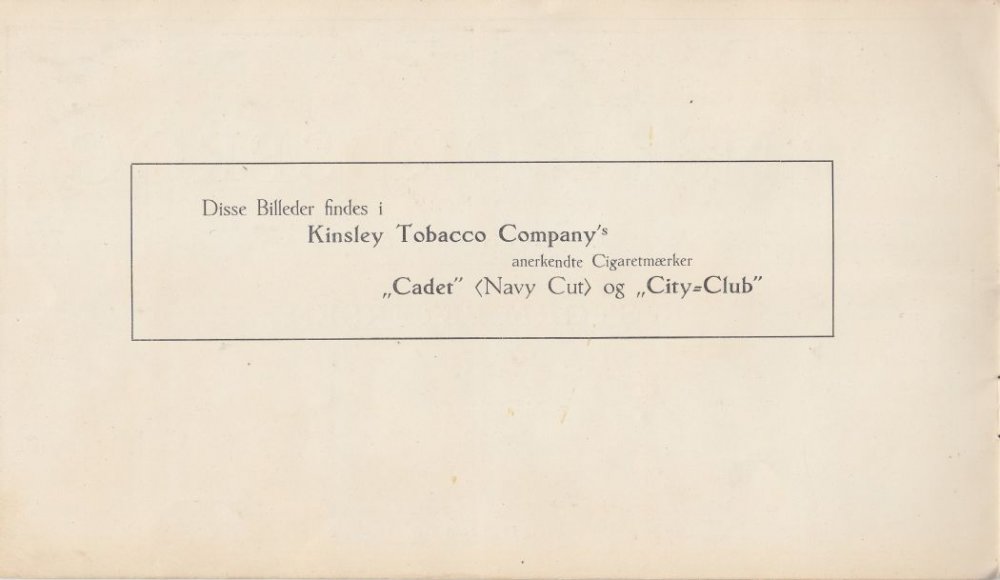 Disse Billeder findes i
Kinsley Tobacco Company's
anerkendte Cigaretmærker
„Cadet” (Navy Cut) og „City=Club”